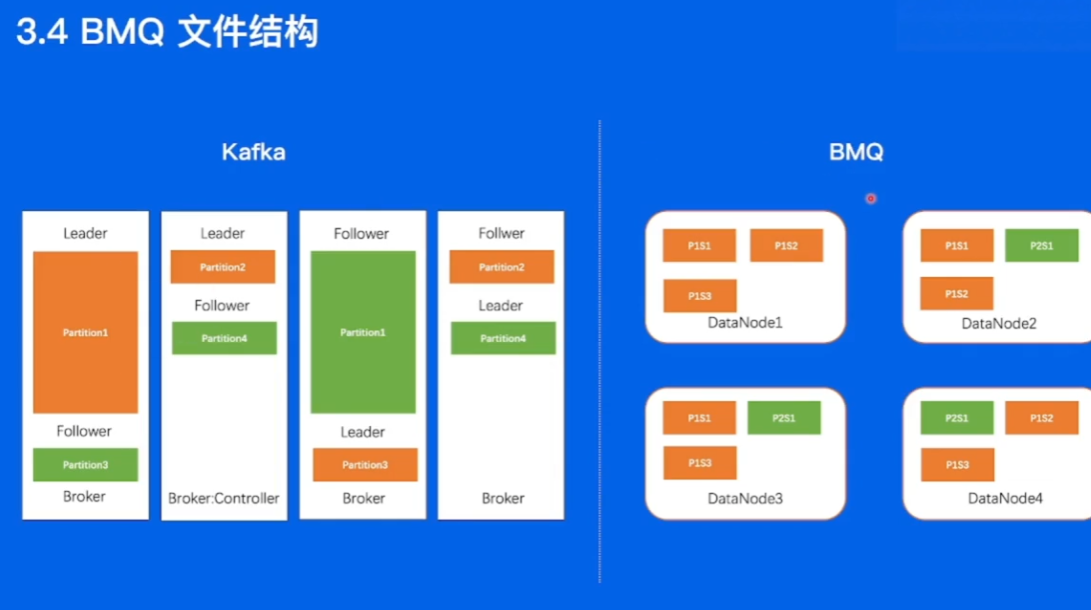 3.4 BMQ 文件结构
Kafka
Leader
Partition1
Follower
Partition3
Broker
Leader
Partition2
Follower
Partition4
Broker:Controller
Follower
Partition1
Leader
Partition3
Broker
Follwer
Partition2
Leader
Partition4
Broker
BMQ
P1S1 P1S2
P1S3
DataNode1
P1S1 P2S1
P1S2
DataNode2
P1S1 P2S1
P1S3
DataNode3
P2S1 P1S2
P1S3
DataNode4